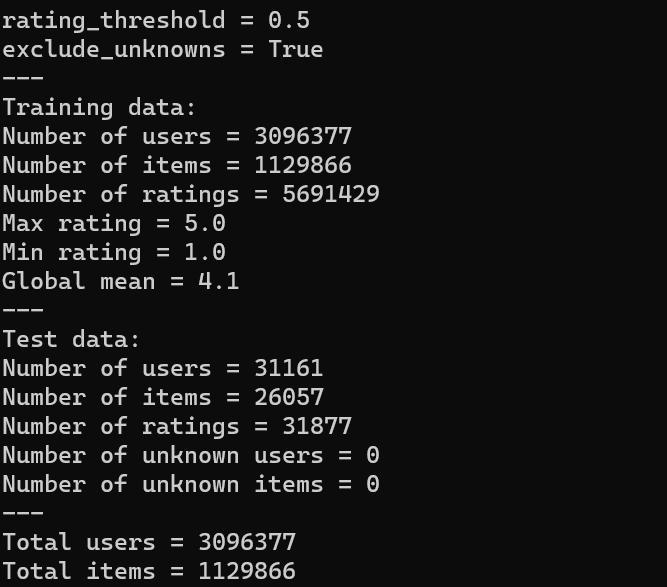 rating_threshold = 0.5
exclude_unknowns = True
---
Training data:
Number of users = 3096377
Number of items = 1129866
Number of ratings = 5691429
Max rating = 5.0
Min rating = 1.0
Global mean = 4.1
---
Test data:
Number of users = 31161
Number of items = 26057
Number of ratings = 31877
Number of unknown users = 0
Number of unknown items = 0
---
Total users = 3096377
Total items = 1129866